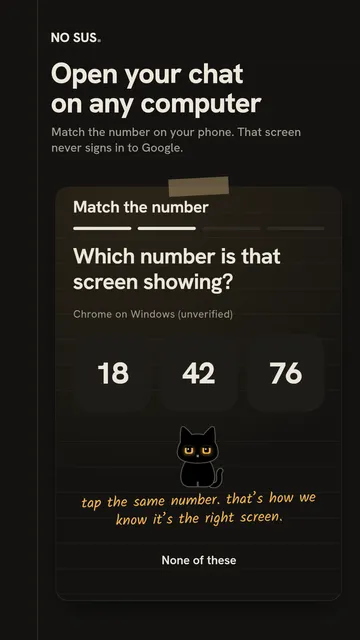 NO SUS.
Open your chat
on any computer
Match the number on your phone. That screen
never signs in to Google.
Match the number
Which number is that
screen showing?
Chrome on Windows (unverified)
18 42 76
tap the same number. that's how we
know it's the right screen.
None of these